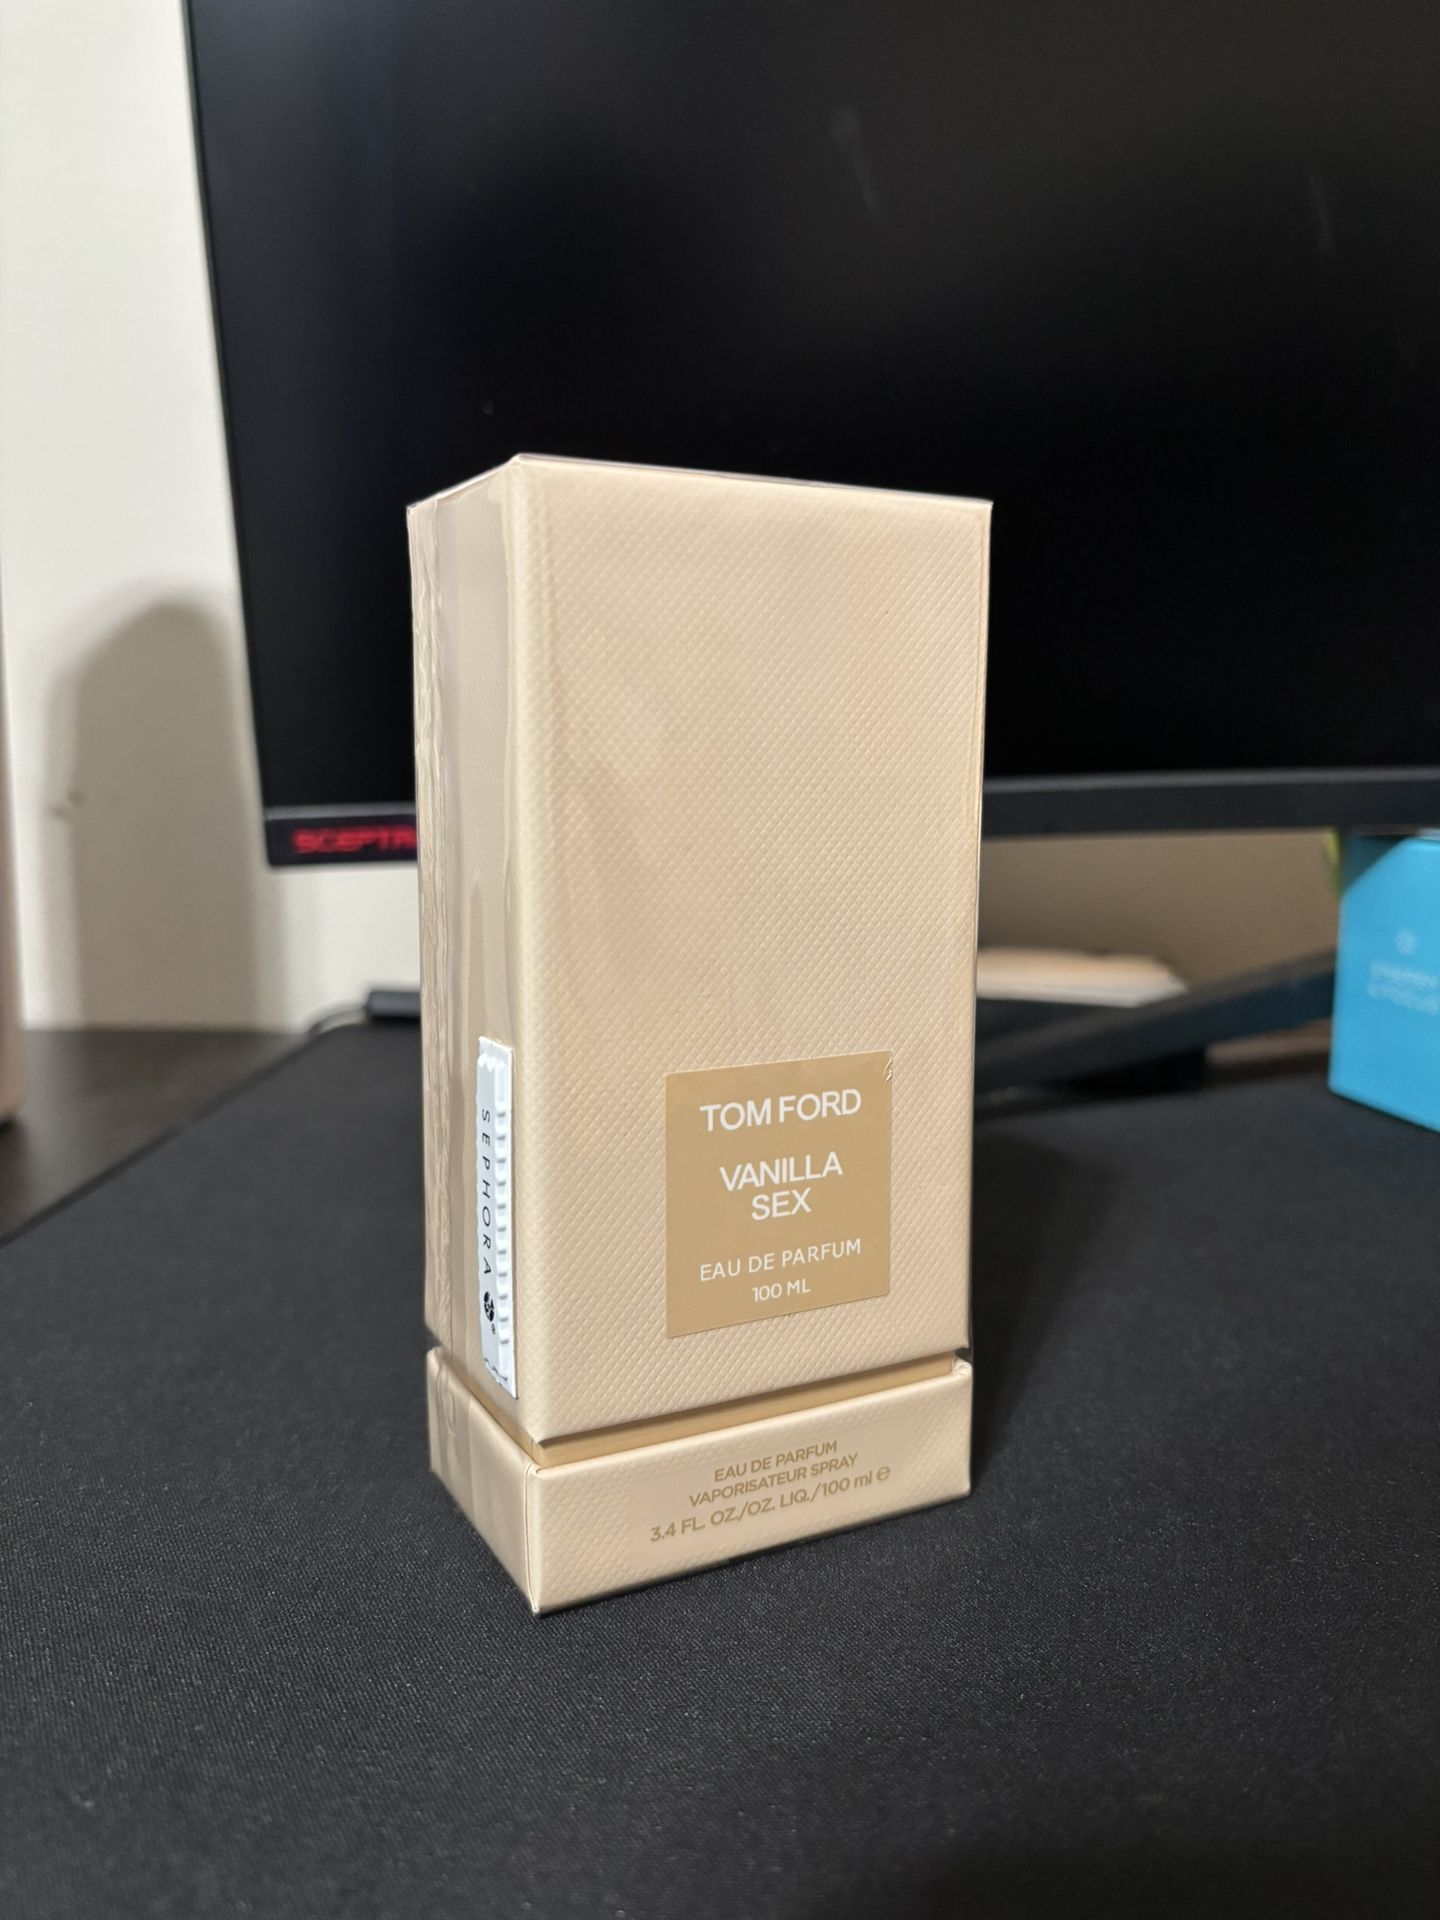 SCEPTR
TOM FORD
VANILLA
SEX
EAU DE PARFUM
100 ML
SEPHORA
EAU DE PARFUM
VAPORISATEUR SPRAY
3.4 FL. OZ./OZ. LIQ./100 ml ℮